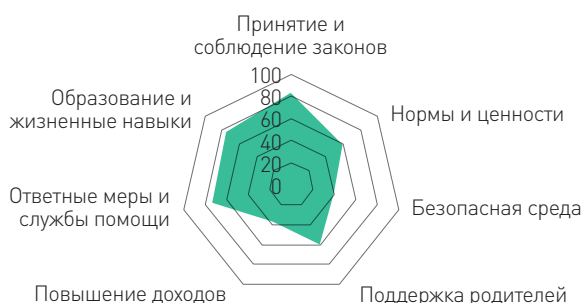 Принятие и
соблюдение законов
100
80
60
40
20
0
Нормы и ценности
Безопасная среда
Поддержка родителей
Повышение доходов
Ответные меры и
службы помощи
Образование и
жизненные навыки